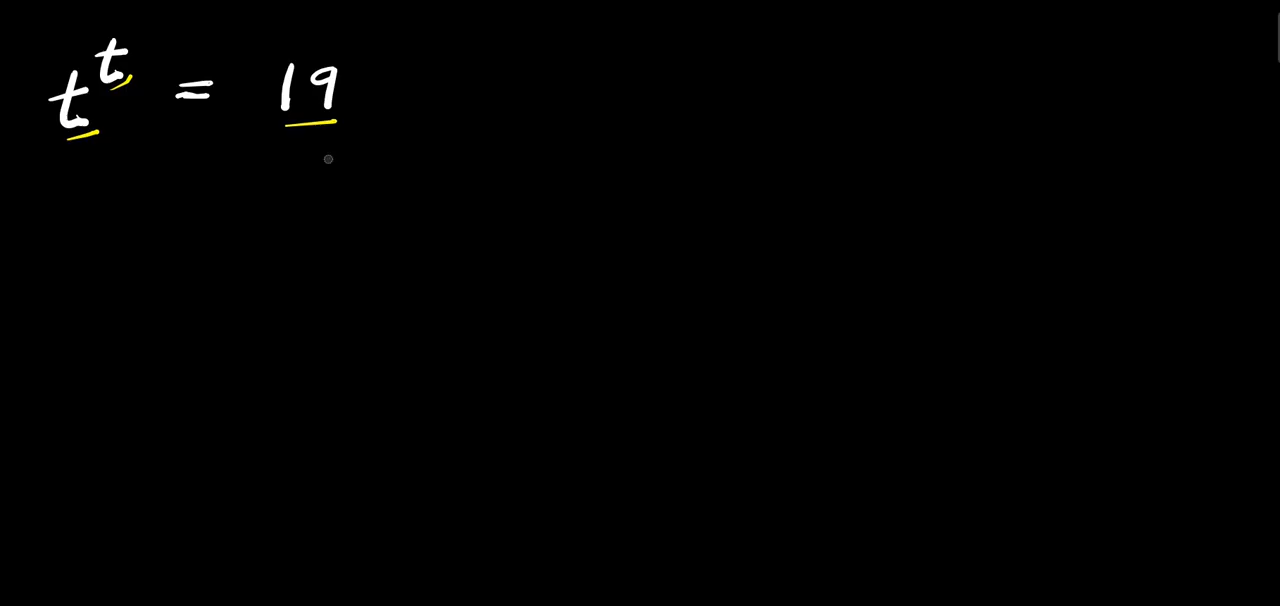 t^t = 19